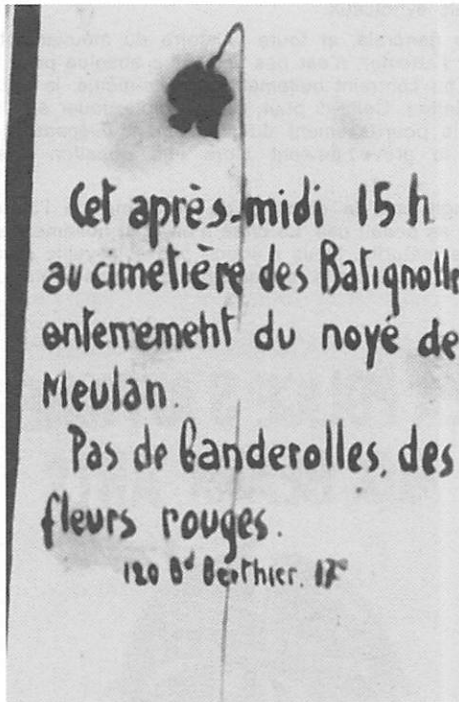 Cet après-midi 15 h
au cimetière des Batignolle
enterrement du noyé de
Meulan.
Pas de banderolles, des
fleurs rouges.
120 Bd Berthier. 17e